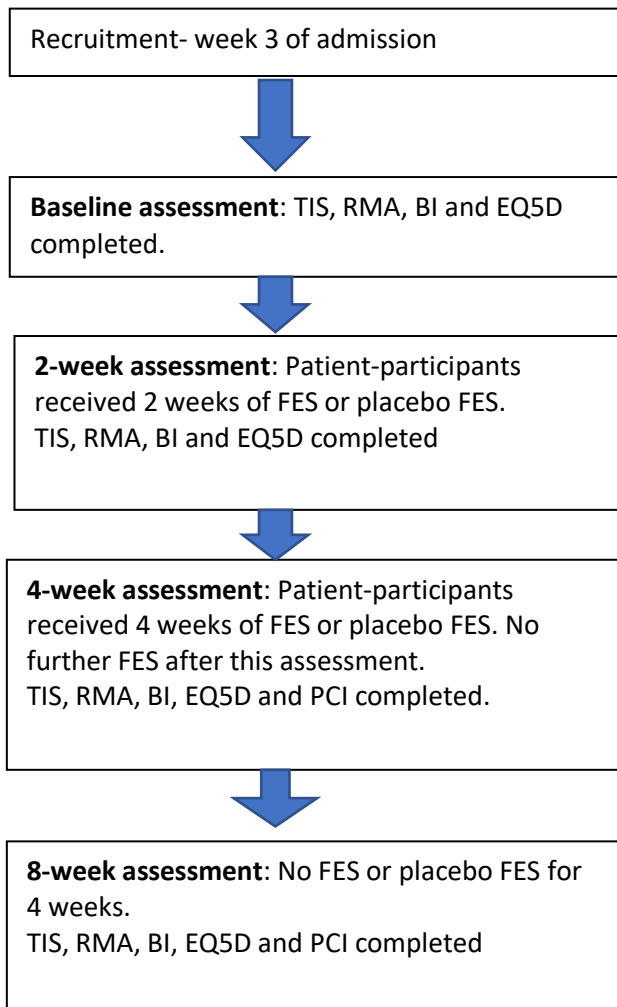 Recruitment- week 3 of admission
Baseline assessment: TIS, RMA, BI and EQ5D
completed.
2-week assessment: Patient-participants
received 2 weeks of FES or placebo FES.
TIS, RMA, BI and EQ5D completed
4-week assessment: Patient-participants
received 4 weeks of FES or placebo FES. No
further FES after this assessment.
TIS, RMA, BI, EQ5D and PCI completed.
8-week assessment: No FES or placebo FES for
4 weeks.
TIS, RMA, BI, EQ5D and PCI completed